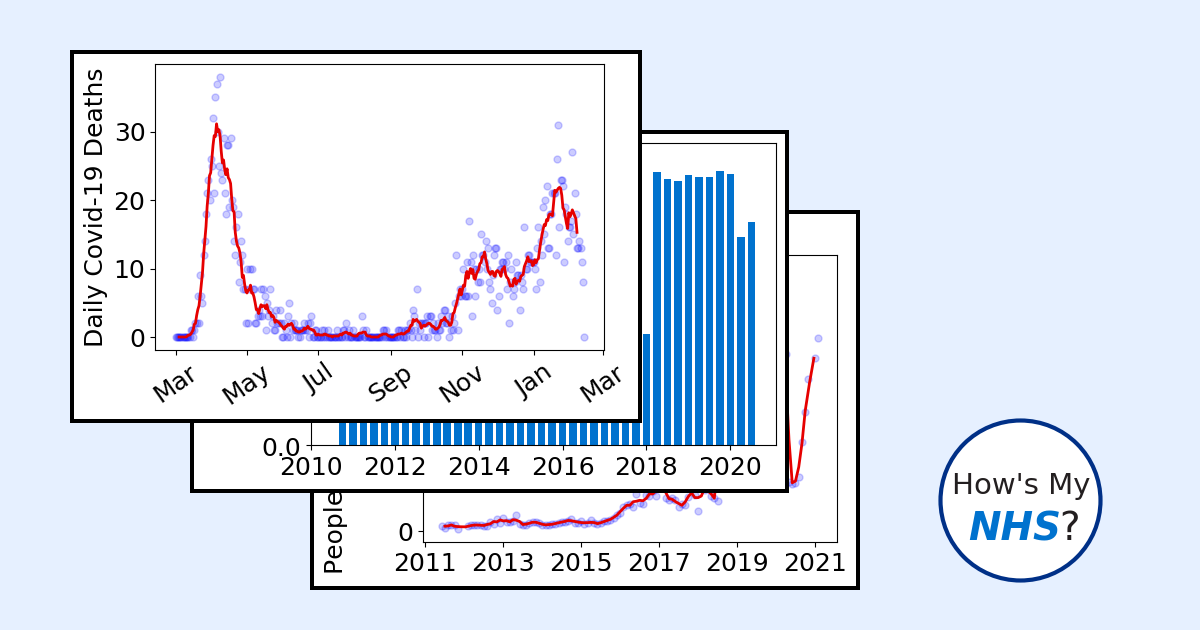 Daily Covid-19 Deaths
30
20
10
0
Mar May Jul Sep Nov Jan Mar
0.0
2010 2012 2014 2016 2018 2020
People
0
2011 2013 2015 2017 2019 2021
How's My
NHS?